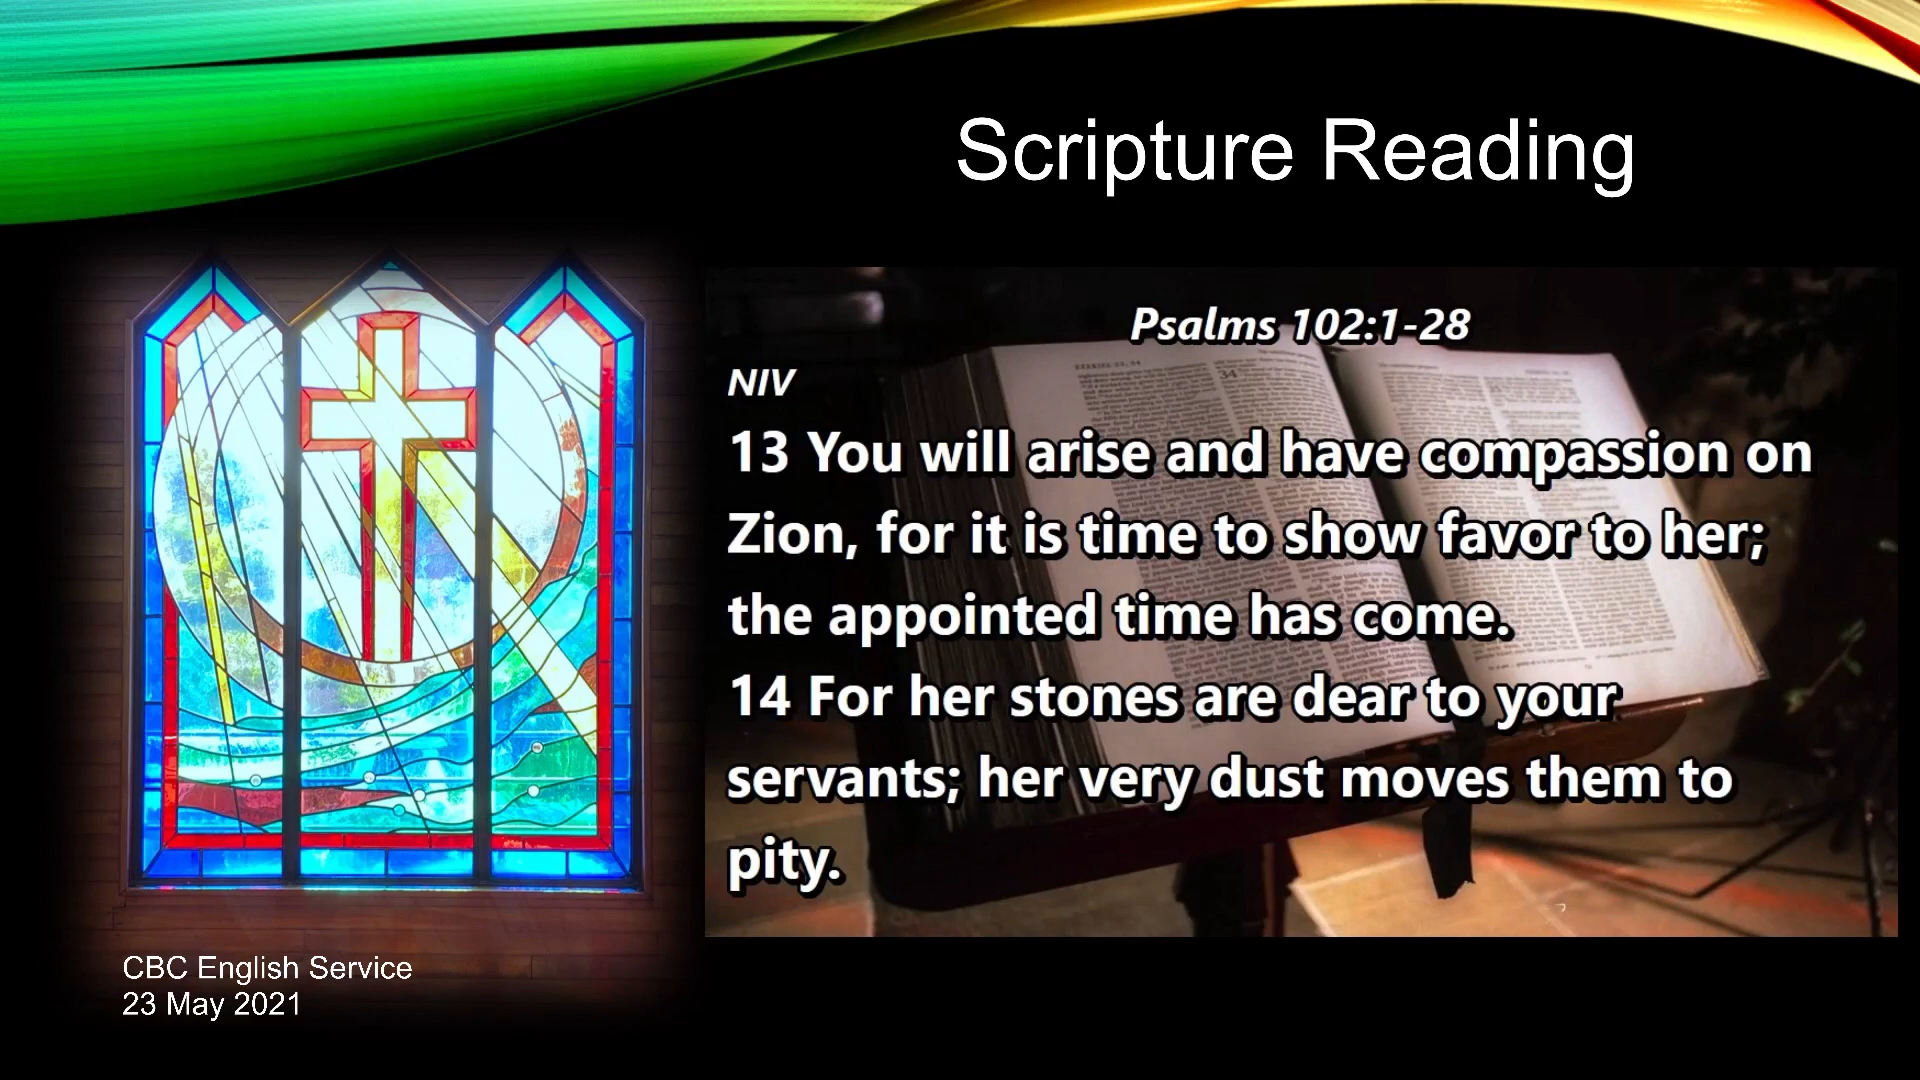 Scripture Reading
Psalms 102:1-28
NIV
13 You will arise and have compassion on
Zion, for it is time to show favor to her;
the appointed time has come.
14 For her stones are dear to your
servants; her very dust moves them to
pity.
CBC English Service
23 May 2021